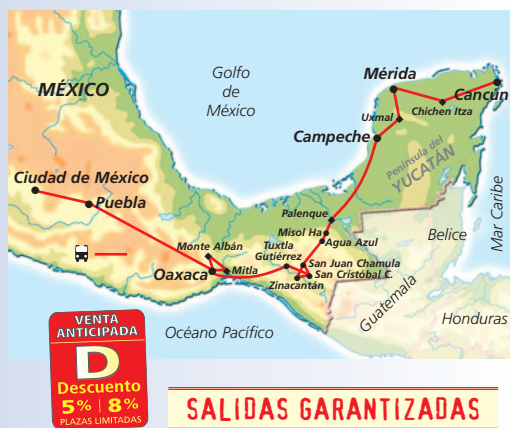 MÉXICO
Golfo
de
México
Mérida
Cancún
Chichen Itza
Uxmal
Campeche
Península del
YUCATÁN
Mar Caribe
Ciudad de México
Puebla
Palenque
Misol Ha
Agua Azul
Belice
Monte Albán
Tuxtla
Gutiérrez
San Juan Chamula
San Cristóbal C.
Oaxaca
Mitla
Zinacantán
Guatemala
Honduras
Océano Pacífico
VENTA
ANTICIPADA
D
Descuento
5% | 8%
PLAZAS LIMITADAS
SALIDAS GARANTIZADAS